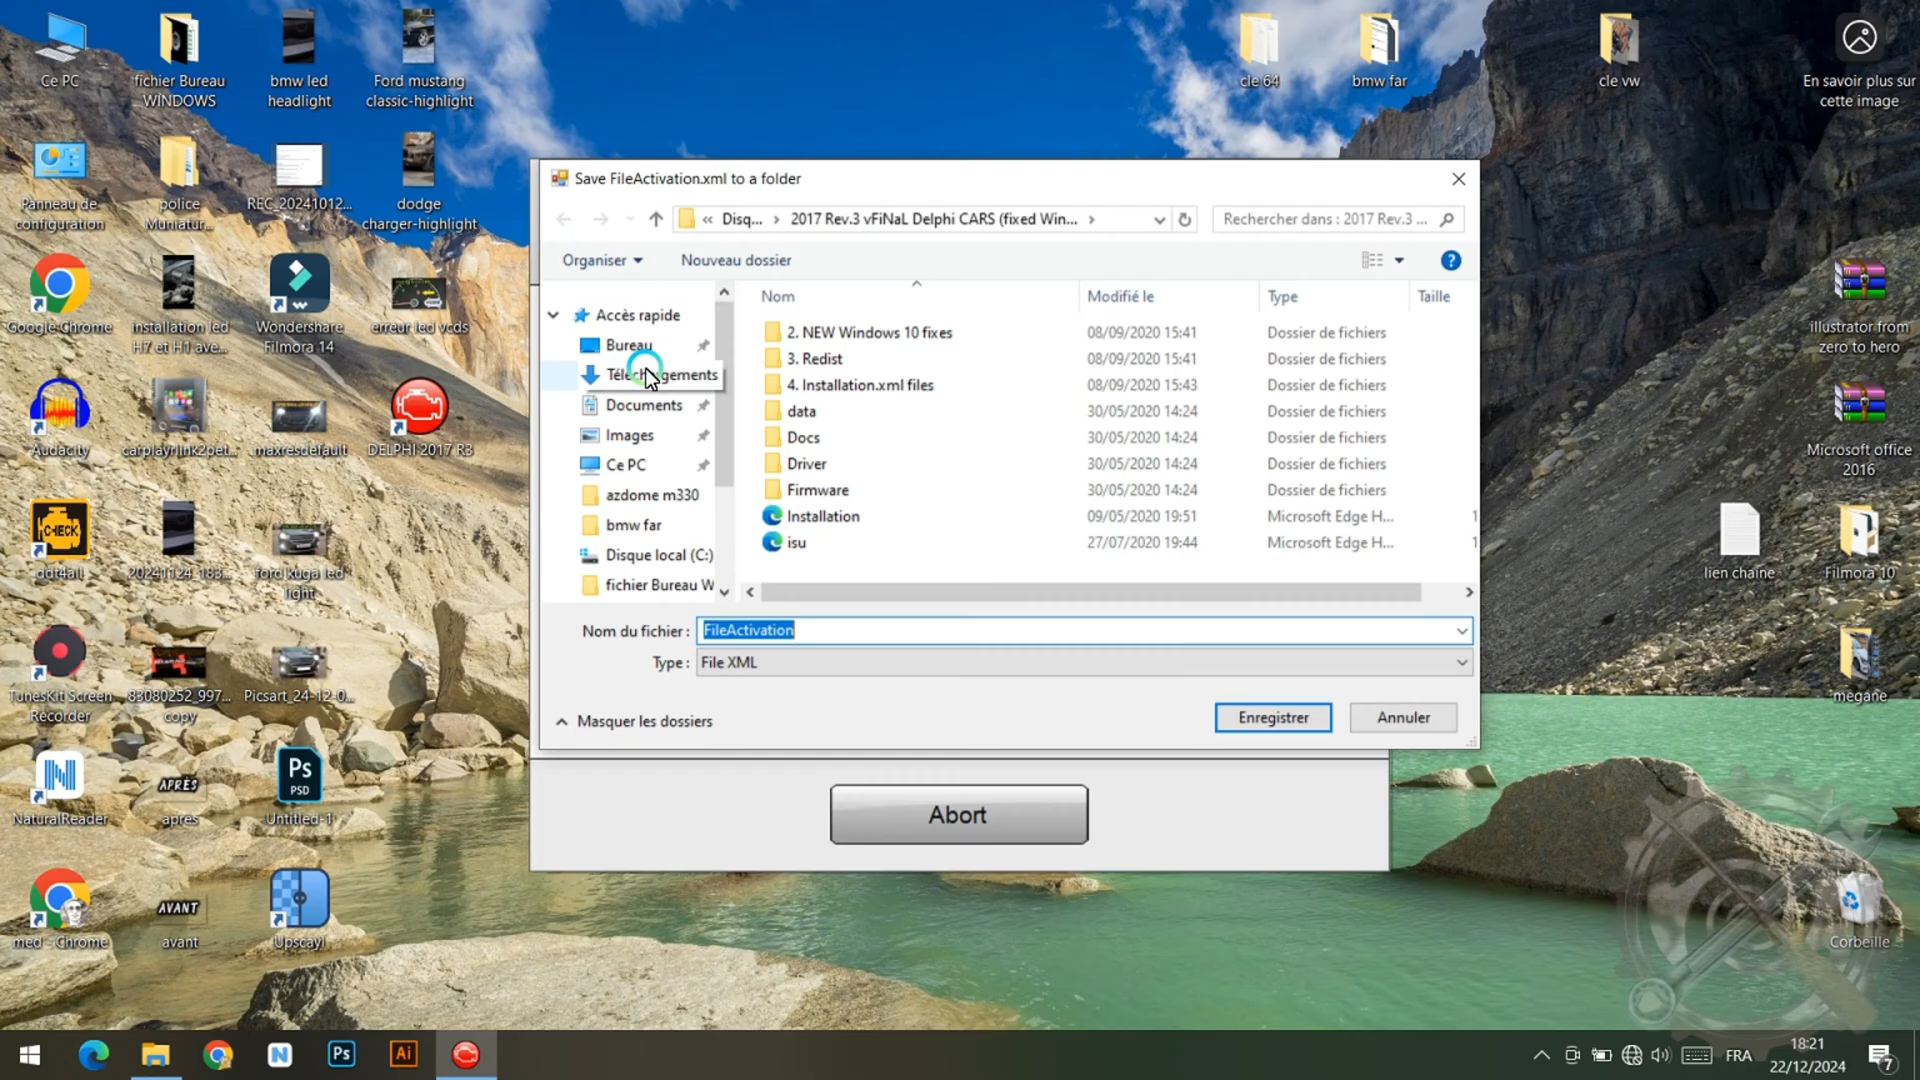 Ce PC
fichier Bureau
WINDOWS
bmw led
headlight
Ford mustang
classic-highlight
cle 64
bmw far
cle vw
En savoir plus sur
cette image
Panneau de
configuration
police
Muniatur...
REC_20241012...
dodge
charger-highlight
Google Chrome
installation led
H7 et H1 ave...
Wondershare
Filmora 14
erreur led vcds
illustrator from
zero to hero
Audacity
carplayrlink2pet...
maxresdefault
DELPHI 2017 R3
Microsoft office
2016
CHECK
ddt4all
20241124_183...
ford kuga led
light
lien chaine
Filmora 10
TunesKit Screen
Recorder
83080252_997...
copy
Picsart_24-12-0...
megane
NaturalReader
APRÈS
apres
Ps
PSD
Untitled-1
med - Chrome
AVANT
avant
Upscayl
Corbeille
Save FileActivation.xml to a folder
« Disq... › 2017 Rev.3 vFiNaL Delphi CARS (fixed Win... ›
Rechercher dans : 2017 Rev.3 ...
Organiser
Nouveau dossier
Accès rapide
Bureau
Téléchargements
Documents
Images
Ce PC
azdome m330
bmw far
Disque local (C:)
fichier Bureau W
Nom Modifié le Type Taille
2. NEW Windows 10 fixes 08/09/2020 15:41 Dossier de fichiers
3. Redist 08/09/2020 15:41 Dossier de fichiers
4. Installation.xml files 08/09/2020 15:43 Dossier de fichiers
data 30/05/2020 14:24 Dossier de fichiers
Docs 30/05/2020 14:24 Dossier de fichiers
Driver 30/05/2020 14:24 Dossier de fichiers
Firmware 30/05/2020 14:24 Dossier de fichiers
Installation 09/05/2020 19:51 Microsoft Edge H... 1
isu 27/07/2020 19:44 Microsoft Edge H... 1
Nom du fichier : FileActivation
Type : File XML
Masquer les dossiers
Enregistrer
Annuler
Abort
Ps
Ai
FRA
18:21
22/12/2024
7